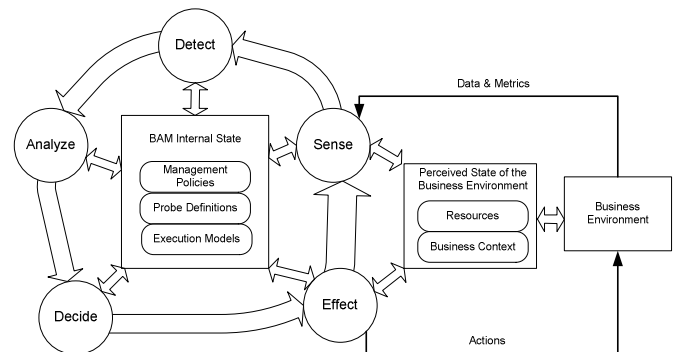 Detect
Data & Metrics
Analyze
BAM Internal State
Sense
Management
Policies
Probe Definitions
Execution Models
Perceived State of the
Business Environment
Resources
Business Context
Business
Environment
Decide
Effect
Actions